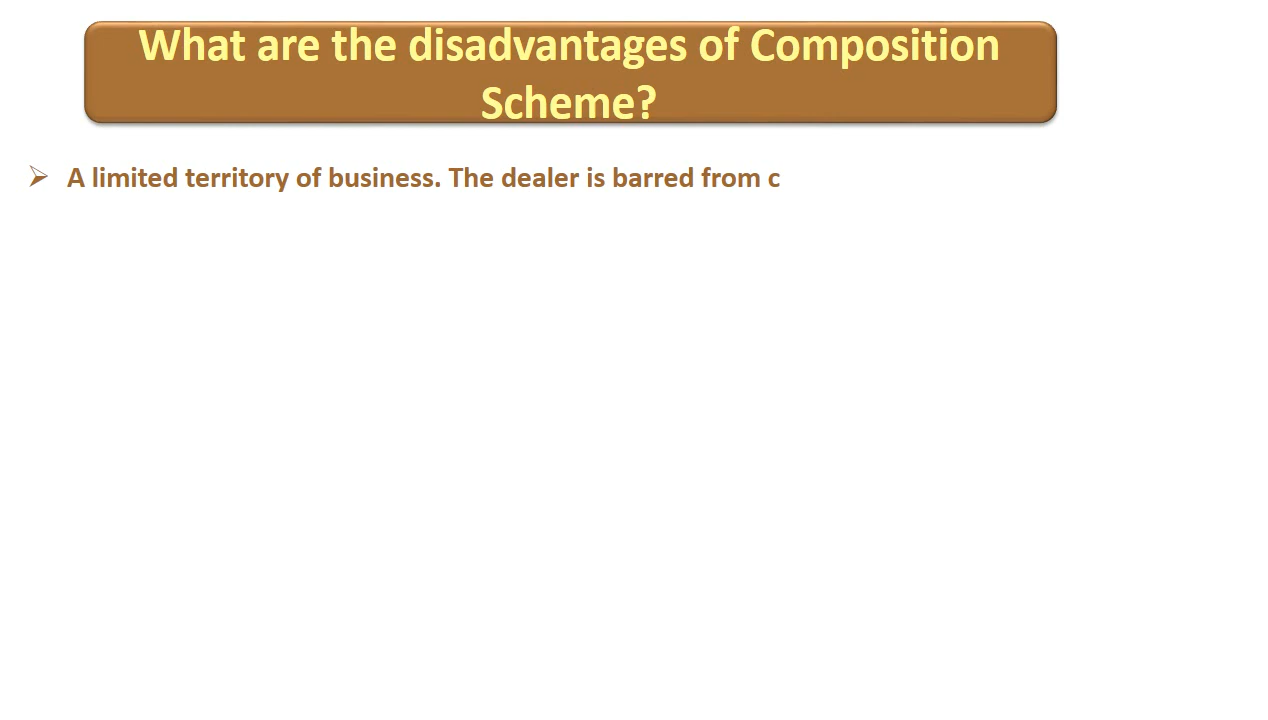 What are the disadvantages of Composition
Scheme?
A limited territory of business. The dealer is barred from c